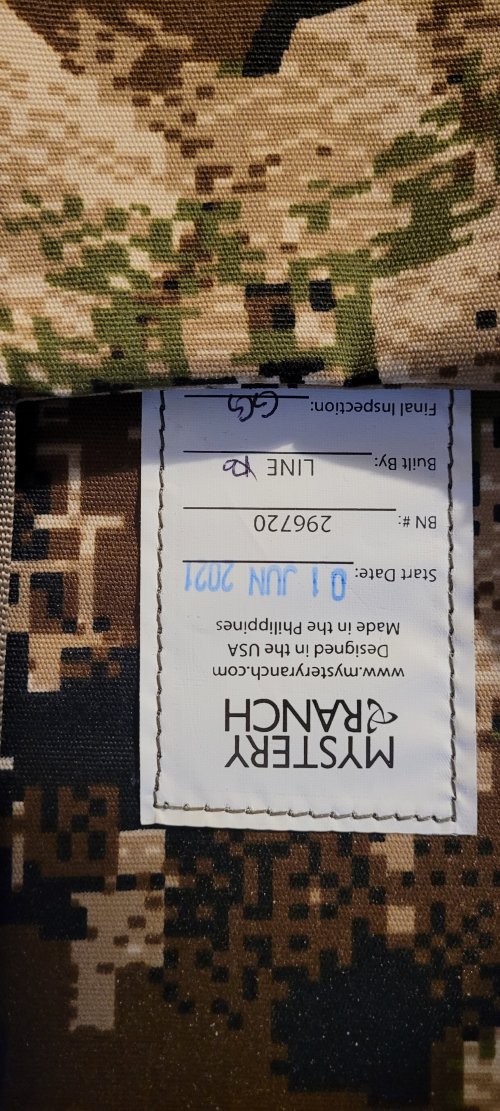 MYSTERY
RANCH
www.mysteryranch.com
Designed in the USA
Made in the Philippines
Start Date: 01 JUN 2021
BN #: 296720
Built By: LINE
Final Inspection: